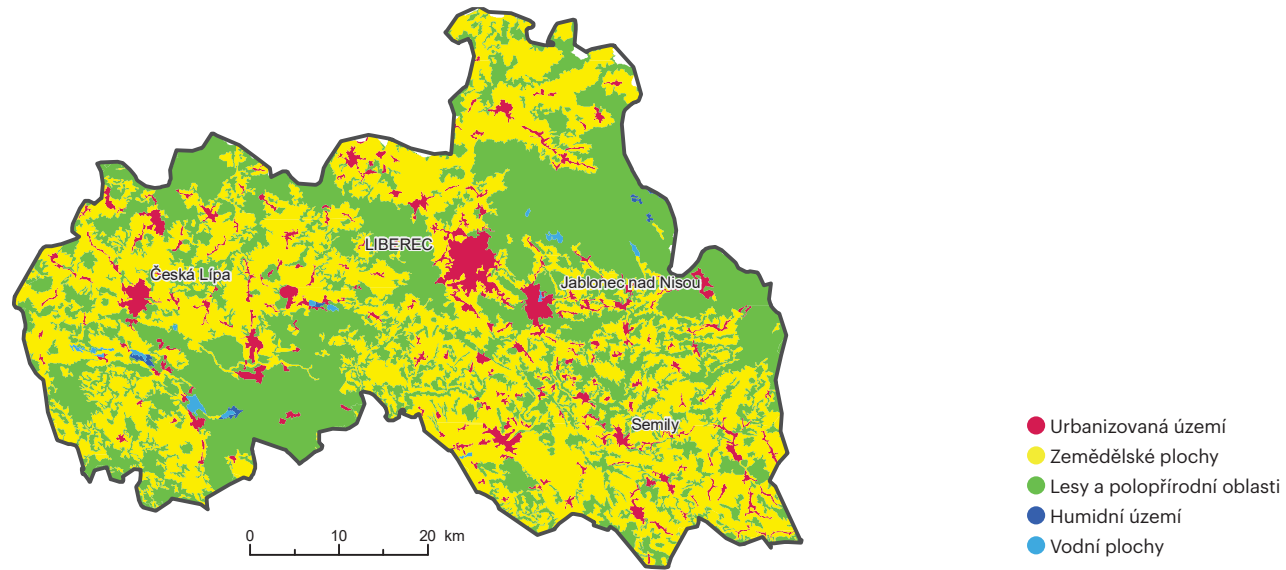 LIBEREC
Česká Lípa
Jablonec nad Nisou
Semily
0 10 20 km
Urbanizovaná území
Zemědělské plochy
Lesy a polopřírodní oblasti
Humidní území
Vodní plochy